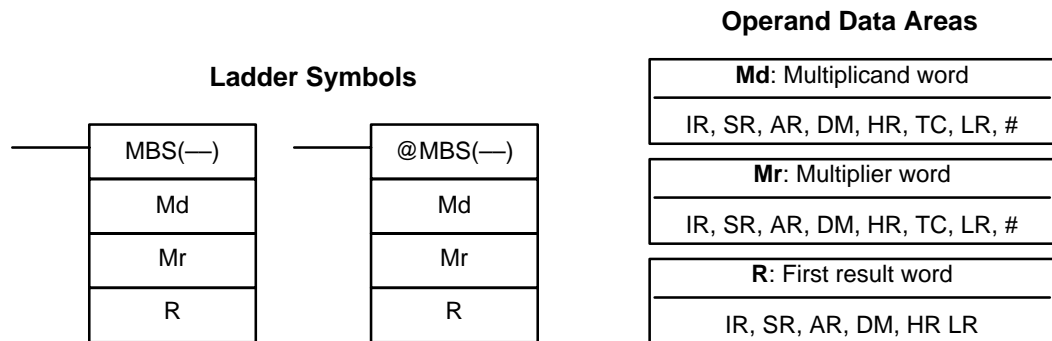 Ladder Symbols
MBS(—)
Md
Mr
R
@MBS(—)
Md
Mr
R
Operand Data Areas
Md: Multiplicand word
IR, SR, AR, DM, HR, TC, LR, #
Mr: Multiplier word
IR, SR, AR, DM, HR, TC, LR, #
R: First result word
IR, SR, AR, DM, HR LR